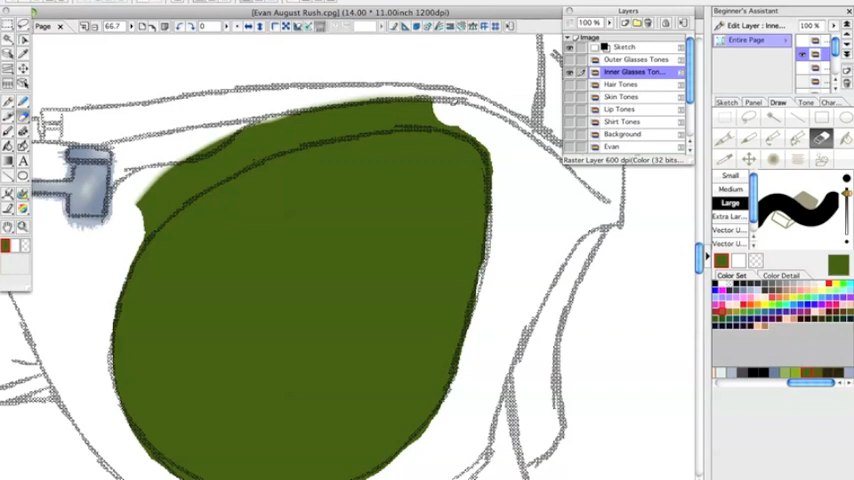 [Evan August Rush.cpg] (14.00 * 11.00inch 1200dpi)
Page
66.7
0
Layers
100 %
Image
Sketch
Outer Glasses Tones
Inner Glasses Ton...
Hair Tones
Skin Tones
Lip Tones
Shirt Tones
Background
Evan
Raster Layer 600 dpi(Color (32 bits...
Beginner's Assistant
Edit Layer : Inne...
100 %
Entire Page
Sketch
Panel
Draw
Tone
Char...
Small
Medium
Large
Extra Lar...
Vector U...
Vector U...
Color Set
Color Detail
A